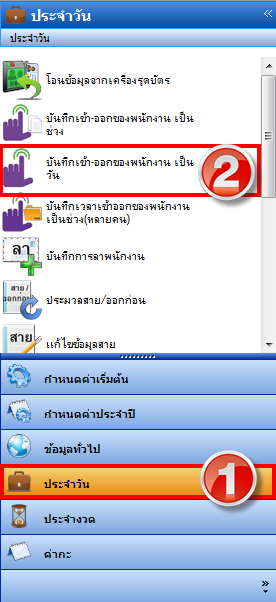 ประจำวัน
ประจำวัน
โอนข้อมูลจากเครื่องรูดบัตร
บันทึกเข้า-ออกของพนักงาน เป็น
ช่วง
บันทึกเข้า-ออกของพนักงาน เป็น
วัน
2
บันทึกเวลาเข้าออกของพนักงาน
เป็นช่วง(หลายคน)
ลา
บันทึกการลาพนักงาน
สาย/
ออกก่อน
ประมวลสาย/ออกก่อน
สาย
แก้ไขข้อมูลสาย
กำหนดค่าเริ่มต้น
กำหนดค่าประจำปี
ข้อมูลทั่วไป
ประจำวัน
1
ประจำงวด
ค่ากะ